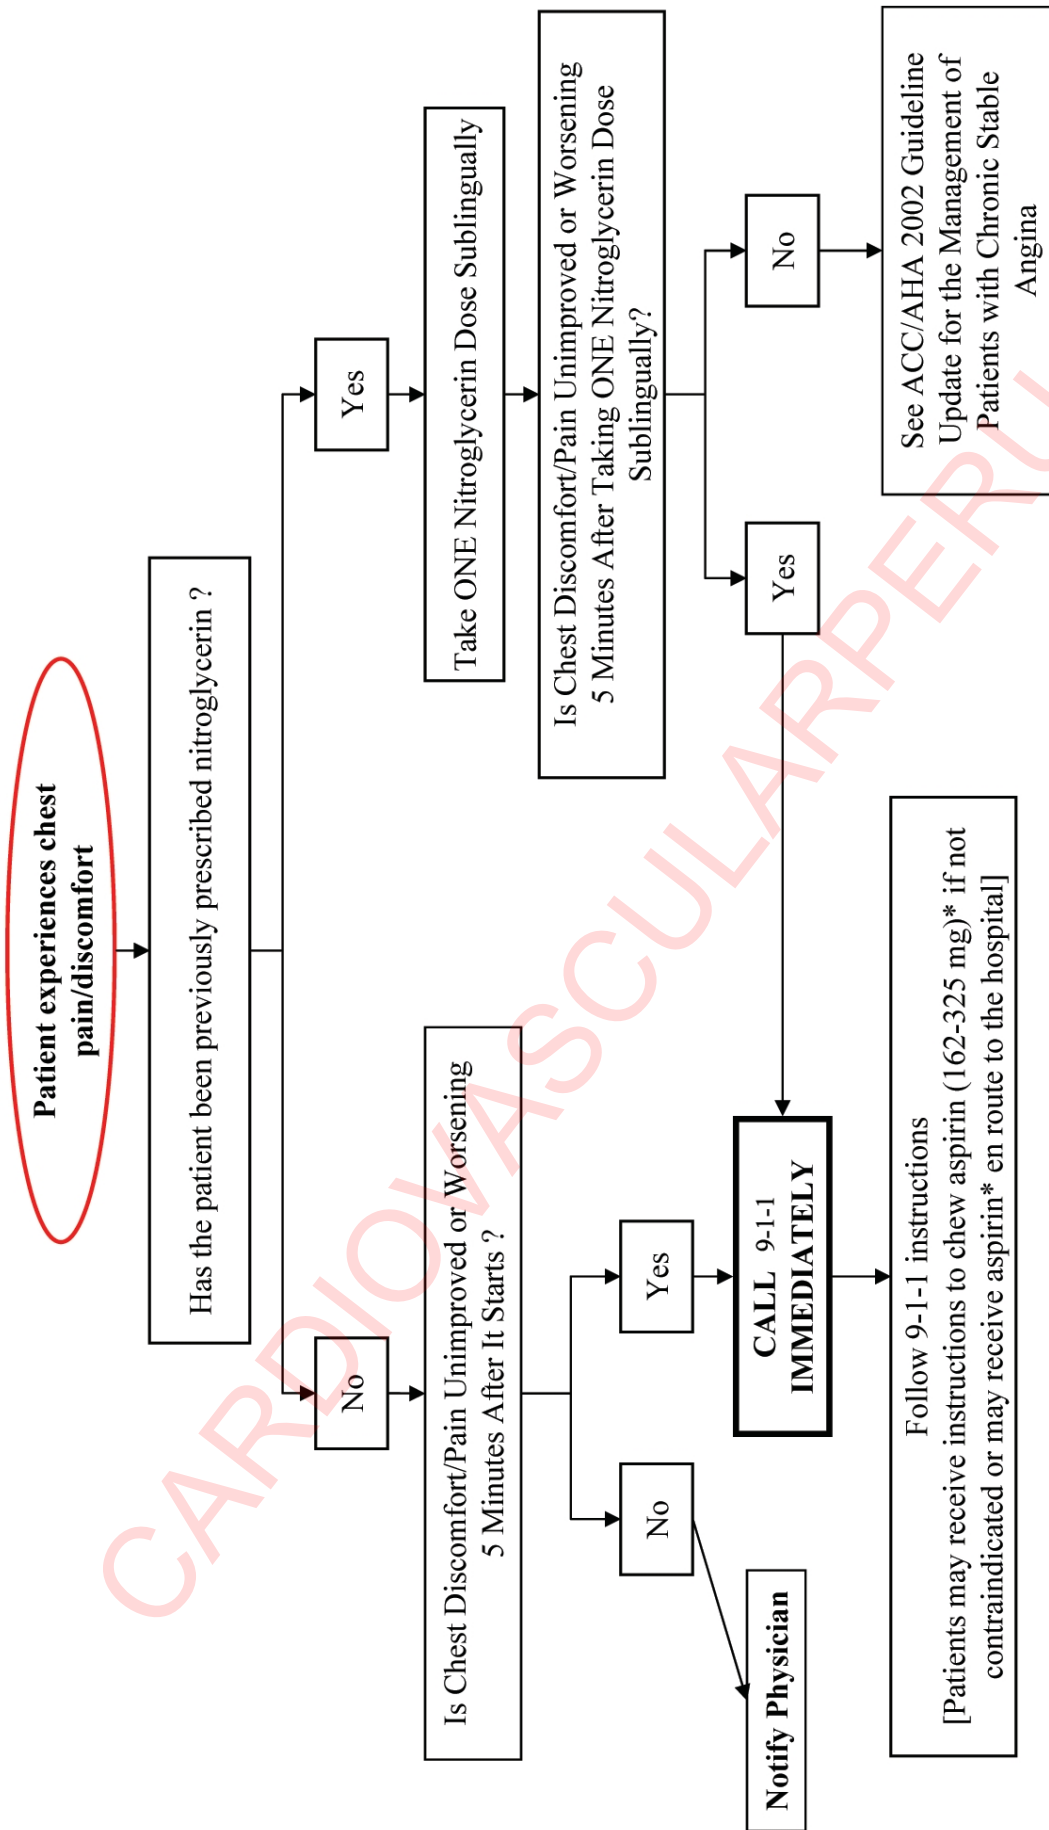 Patient experiences chest
pain/discomfort
Has the patient been previously prescribed nitroglycerin ?
No
Yes
Is Chest Discomfort/Pain Unimproved or Worsening
5 Minutes After It Starts ?
Take ONE Nitroglycerin Dose Sublingually
Is Chest Discomfort/Pain Unimproved or Worsening
5 Minutes After Taking ONE Nitroglycerin Dose
Sublingually?
No
Yes
Yes
No
Notify Physician
CALL 9-1-1
IMMEDIATELY
See ACC/AHA 2002 Guideline
Update for the Management of
Patients with Chronic Stable
Angina
Follow 9-1-1 instructions
[Patients may receive instructions to chew aspirin (162-325 mg)* if not
contraindicated or may receive aspirin* en route to the hospital]
CARDIOVASCULARPERU